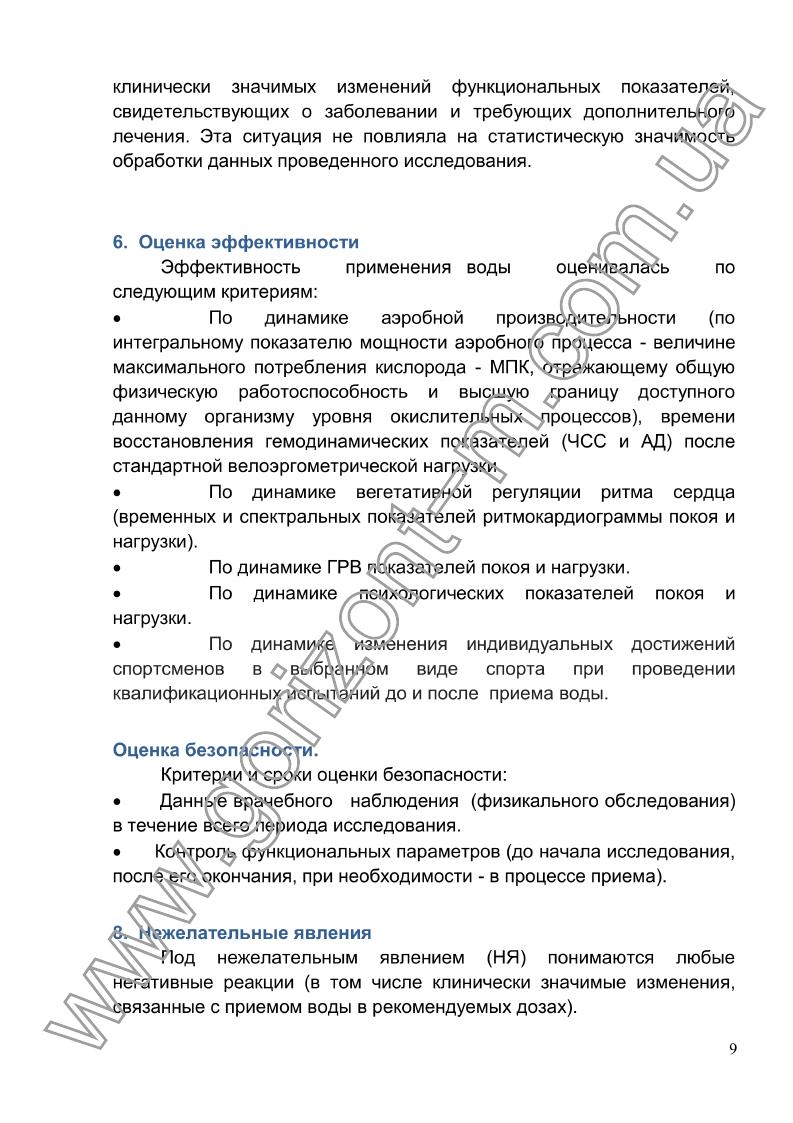 клинически значимых изменений функциональных показателей,
свидетельствующих о заболевании и требующих дополнительного
лечения. Эта ситуация не повлияла на статистическую значимость
обработки данных проведенного исследования.
6. Оценка эффективности
Эффективность применения воды оценивалась по
следующим критериям:
• По динамике аэробной производительности (по
интегральному показателю мощности аэробного процесса - величине
максимального потребления кислорода - МПК, отражающему общую
физическую работоспособность и высшую границу доступного
данному организму уровня окислительных процессов), времени
восстановления гемодинамических показателей (ЧСС и АД) после
стандартной велоэргометрической нагрузки
• По динамике вегетативной регуляции ритма сердца
(временных и спектральных показателей ритмокардиограммы покоя и
нагрузки).
• По динамике ГРВ показателей покоя и нагрузки.
• По динамике психологических показателей покоя и
нагрузки.
• По динамике изменения индивидуальных достижений
спортсменов в выбранном виде спорта при проведении
квалификационных испытаний до и после приема воды.
Оценка безопасности.
Критерии и сроки оценки безопасности:
• Данные врачебного наблюдения (физикального обследования)
в течение всего периода исследования.
• Контроль функциональных параметров (до начала исследования,
после его окончания, при необходимости - в процессе приема).
8. Нежелательные явления
Под нежелательным явлением (НЯ) понимаются любые
негативные реакции (в том числе клинически значимые изменения,
связанные с приемом воды в рекомендуемых дозах).
9
www.gorizont-m.com.ua